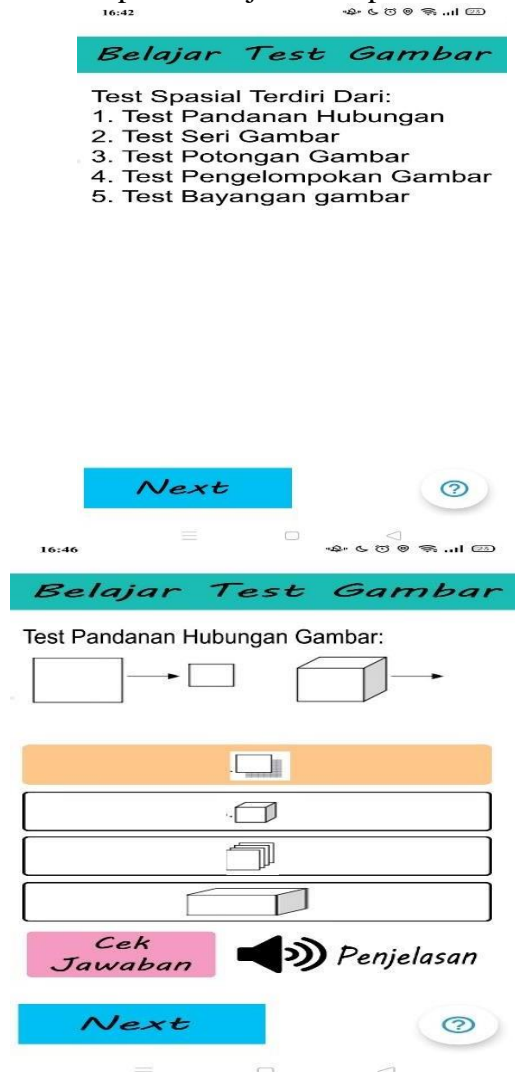 16:42
Belajar Test Gambar
Test Spasial Terdiri Dari:
1. Test Pandanan Hubungan
2. Test Seri Gambar
3. Test Potongan Gambar
4. Test Pengelompokan Gambar
5. Test Bayangan gambar
Next
16:46
Belajar Test Gambar
Test Pandanan Hubungan Gambar:
Cek
Jawaban
Penjelasan
Next